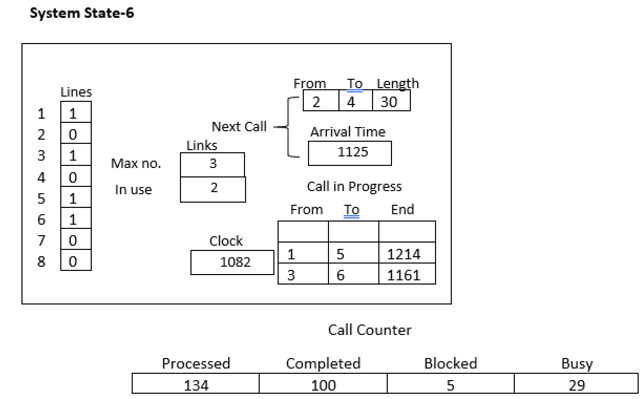 System State-6
From To Length
2 4 30
Lines
1 1
2 0
3 1
4 0
5 1
6 1
7 0
8 0
Next Call
Arrival Time
1125
Links
Max no. 3
In use 2
Call in Progress
From To End
1 5 1214
3 6 1161
Clock
1082
Call Counter
Processed Completed Blocked Busy
134 100 5 29